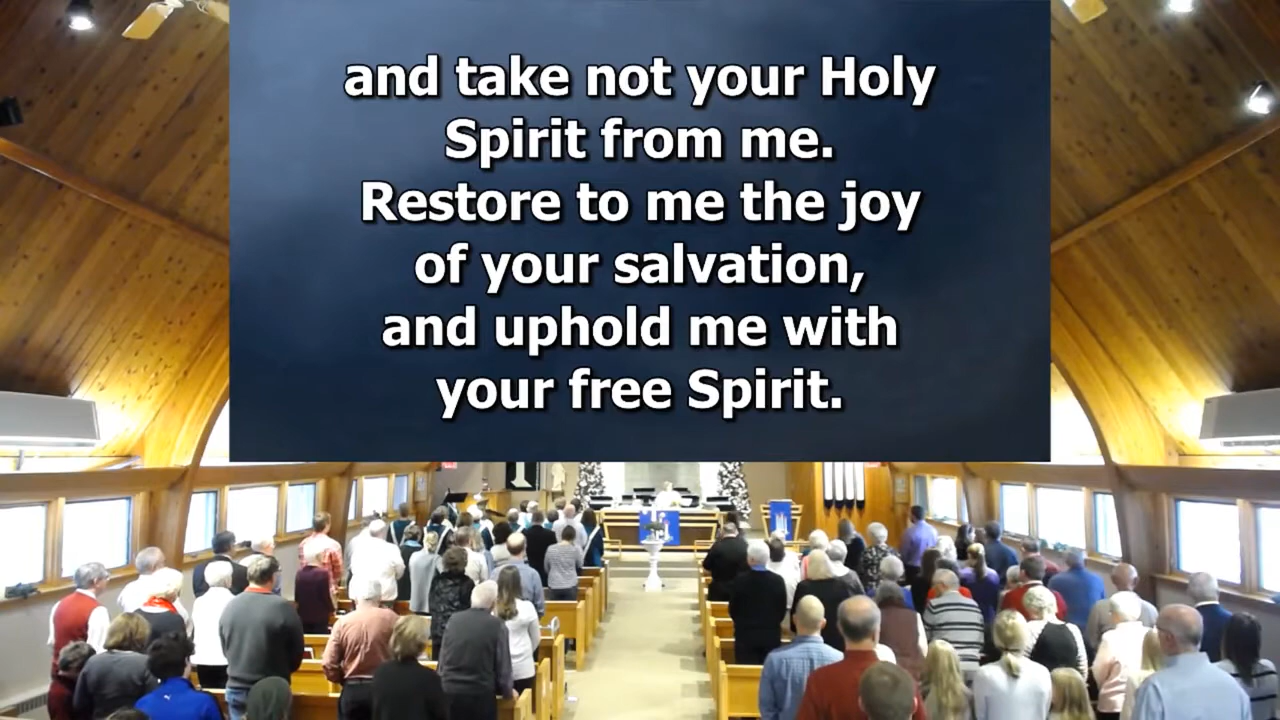 and take not your Holy
Spirit from me.
Restore to me the joy
of your salvation,
and uphold me with
your free Spirit.